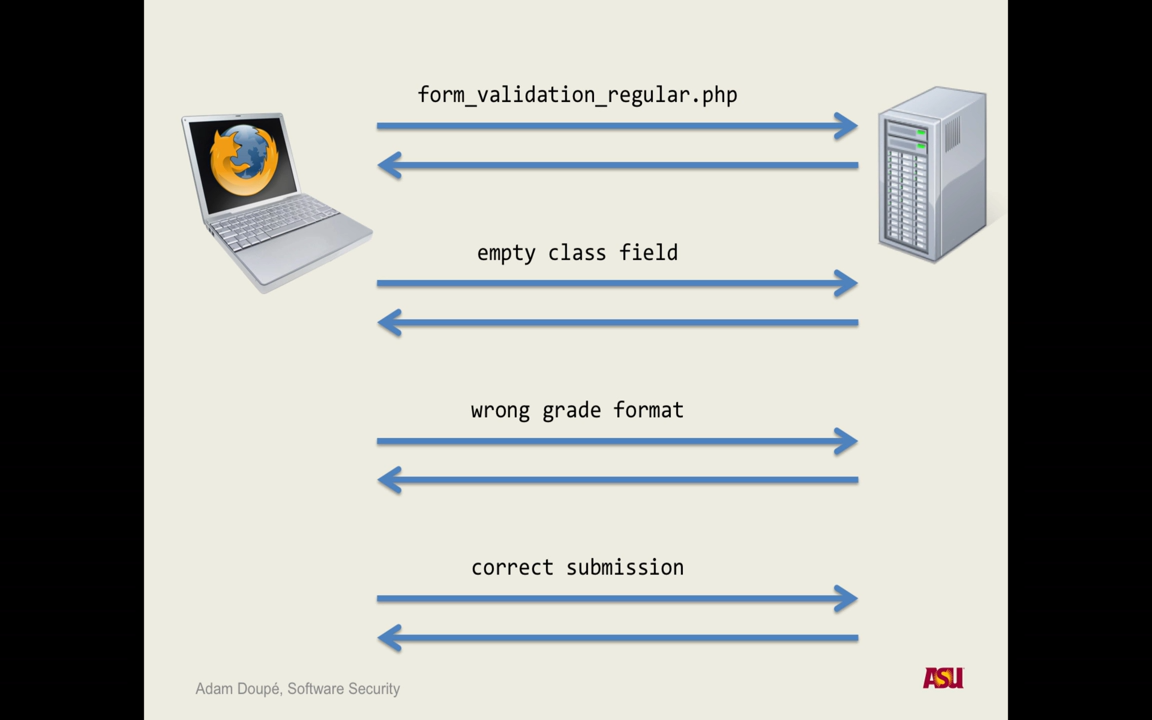 form_validation_regular.php
empty class field
wrong grade format
correct submission
Adam Doupé, Software Security
ASU